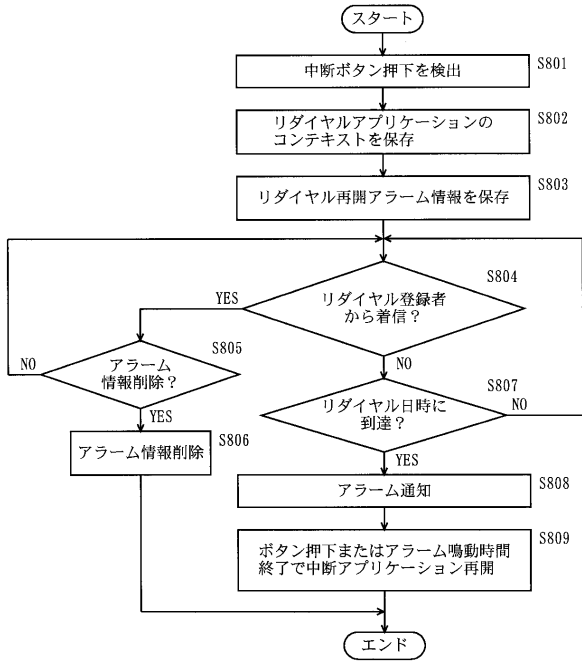 スタート
中断ボタン押下を検出
S801
リダイヤルアプリケーションの
コンテキストを保存
S802
リダイヤル再開アラーム情報を保存
S803
リダイヤル登録者
から着信？
S804
YES
NO
アラーム
情報削除？
S805
NO
YES
アラーム情報削除
S806
リダイヤル日時に
到達？
S807
NO
YES
アラーム通知
S808
ボタン押下またはアラーム鳴動時間
終了で中断アプリケーション再開
S809
エンド